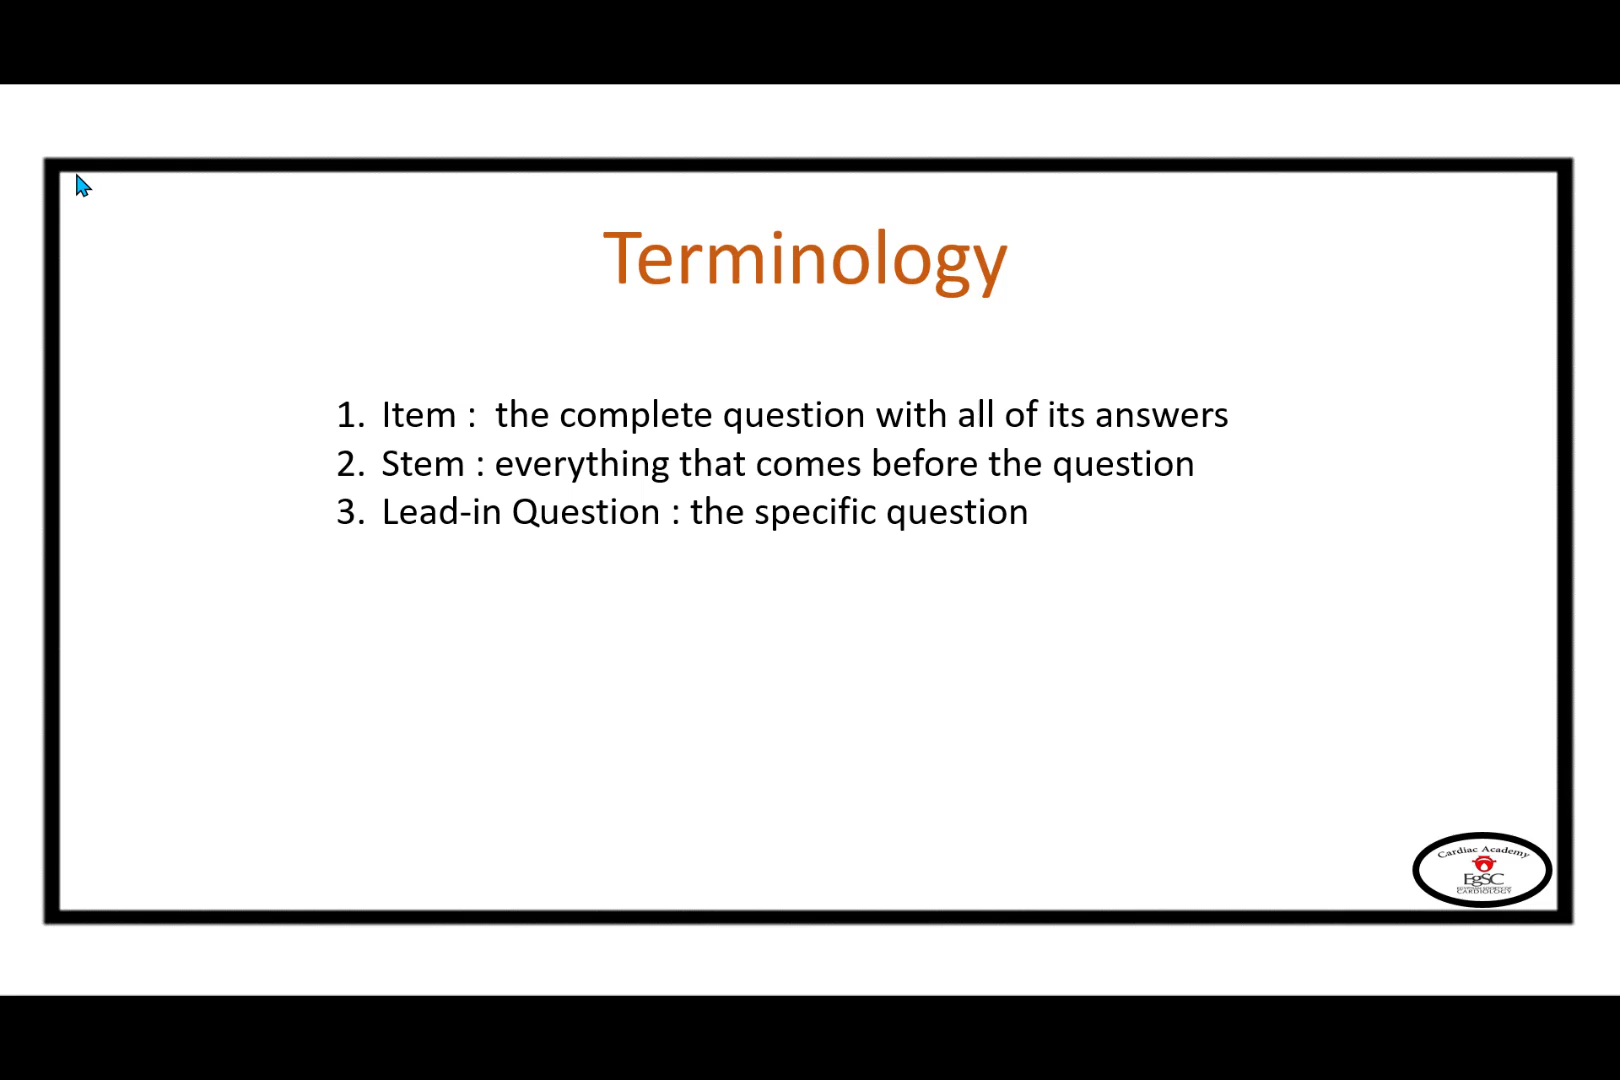 Terminology
1. Item :  the complete question with all of its answers
2. Stem : everything that comes before the question
3. Lead-in Question : the specific question
Cardiac Academy
EgSC
CARDIOLOGY